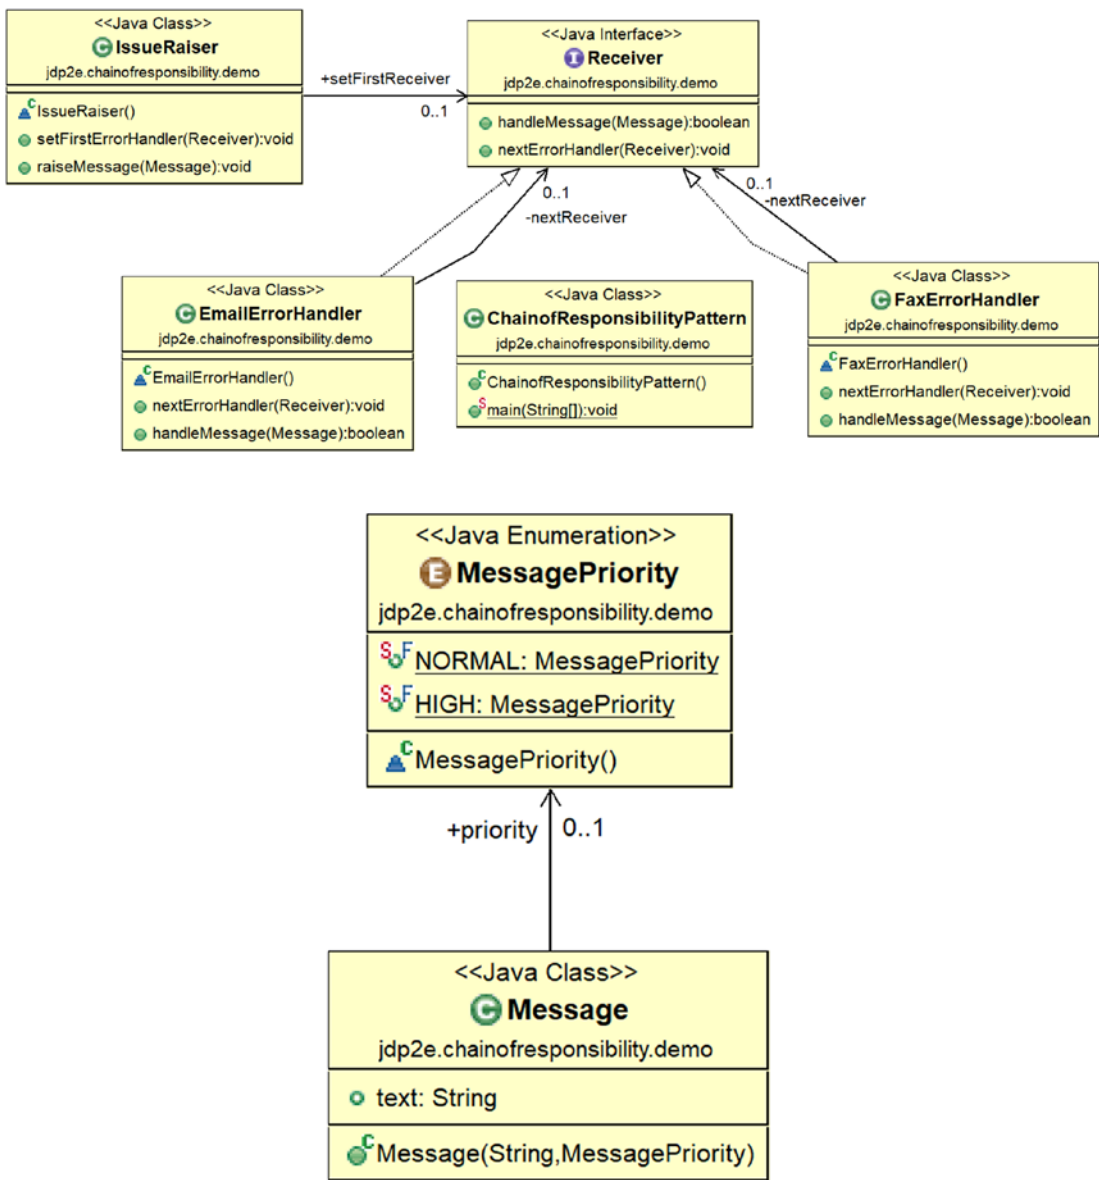 <<Java Class>>
IssueRaiser
jdp2e.chainofresponsibility.demo
IssueRaiser()
setFirstErrorHandler(Receiver):void
raiseMessage(Message):void
+setFirstReceiver
0..1
<<Java Interface>>
Receiver
jdp2e.chainofresponsibility.demo
handleMessage(Message):boolean
nextErrorHandler(Receiver):void
0..1
-nextReceiver
0..1
-nextReceiver
<<Java Class>>
EmailErrorHandler
jdp2e.chainofresponsibility.demo
EmailErrorHandler()
nextErrorHandler(Receiver):void
handleMessage(Message):boolean
<<Java Class>>
ChainofResponsibilityPattern
jdp2e.chainofresponsibility.demo
ChainofResponsibilityPattern()
main(String[]):void
<<Java Class>>
FaxErrorHandler
jdp2e.chainofresponsibility.demo
FaxErrorHandler()
nextErrorHandler(Receiver):void
handleMessage(Message):boolean
<<Java Enumeration>>
MessagePriority
jdp2e.chainofresponsibility.demo
NORMAL: MessagePriority
HIGH: MessagePriority
MessagePriority()
+priority 0..1
<<Java Class>>
Message
jdp2e.chainofresponsibility.demo
text: String
Message(String,MessagePriority)